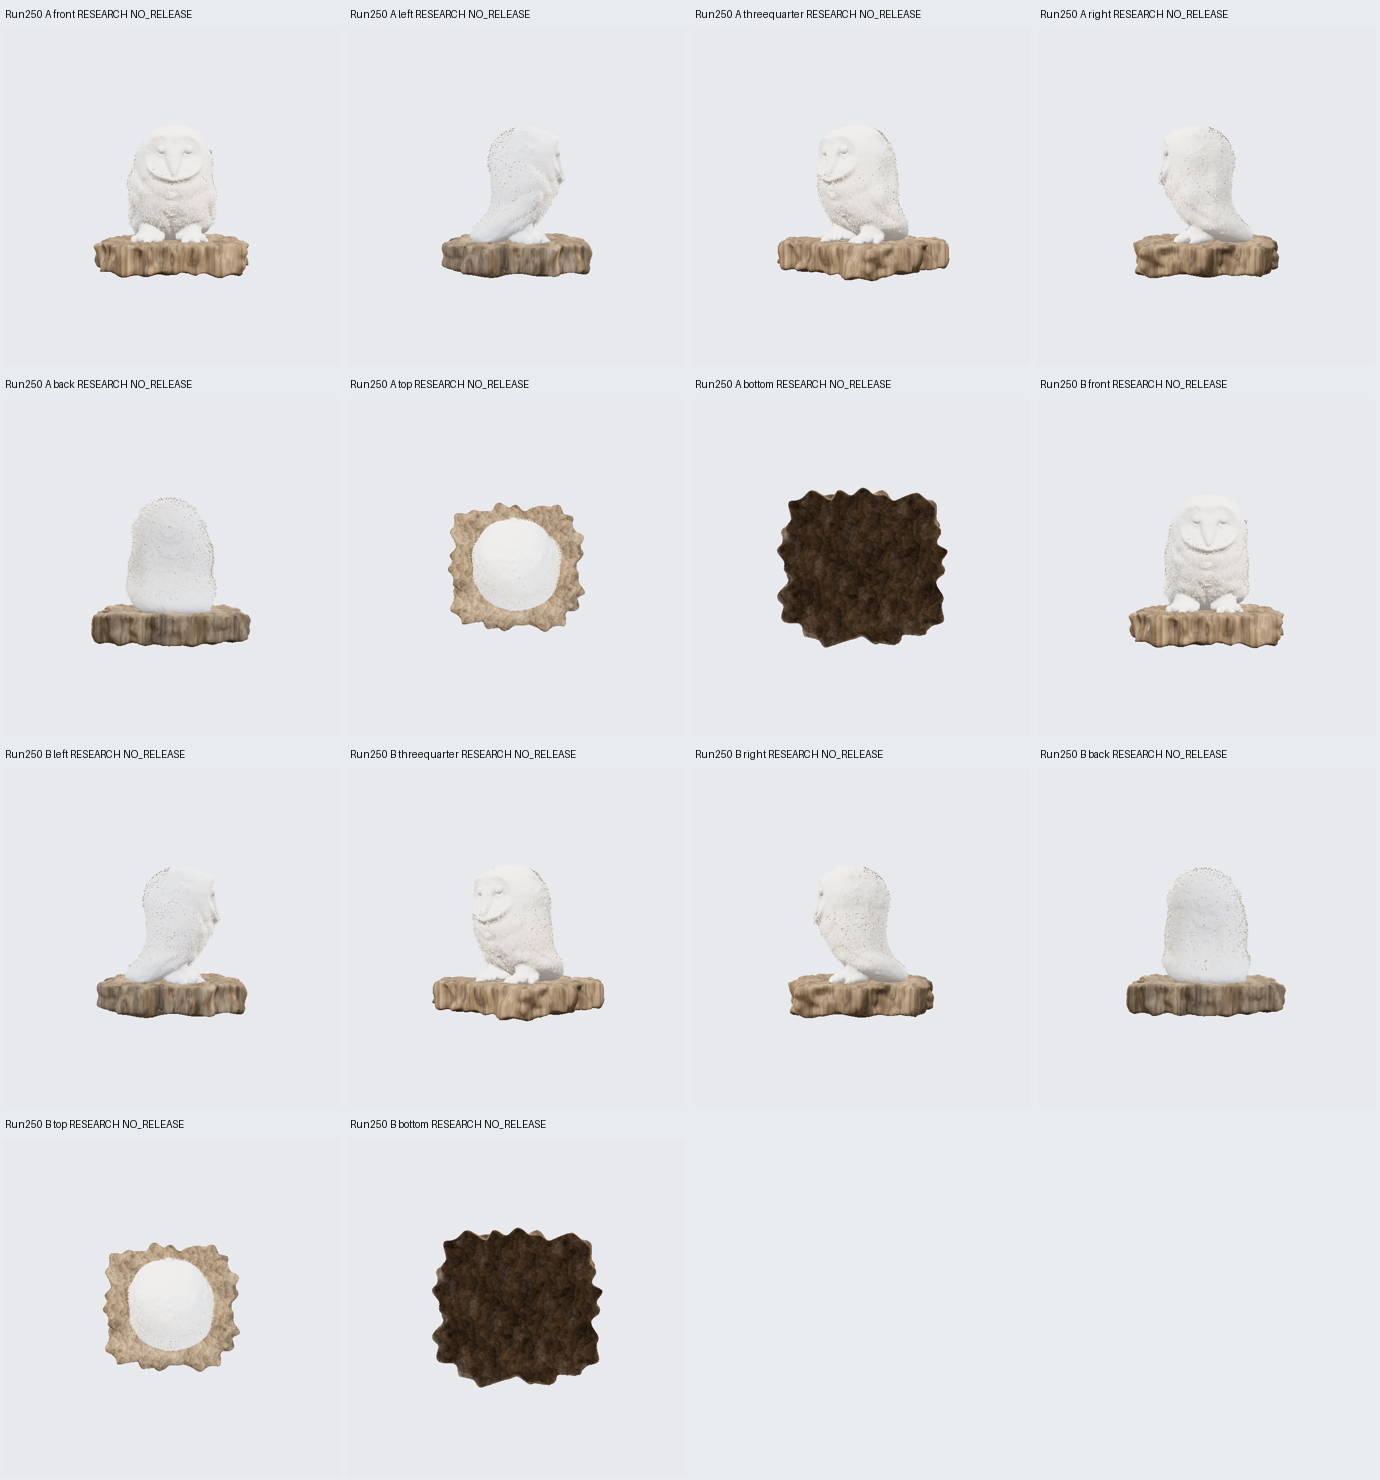 Run250 A front RESEARCH NO_RELEASE
Run250 A left RESEARCH NO_RELEASE
Run250 A threequarter RESEARCH NO_RELEASE
Run250 A right RESEARCH NO_RELEASE
Run250 A back RESEARCH NO_RELEASE
Run250 A top RESEARCH NO_RELEASE
Run250 A bottom RESEARCH NO_RELEASE
Run250 B front RESEARCH NO_RELEASE
Run250 B left RESEARCH NO_RELEASE
Run250 B threequarter RESEARCH NO_RELEASE
Run250 B right RESEARCH NO_RELEASE
Run250 B back RESEARCH NO_RELEASE
Run250 B top RESEARCH NO_RELEASE
Run250 B bottom RESEARCH NO_RELEASE